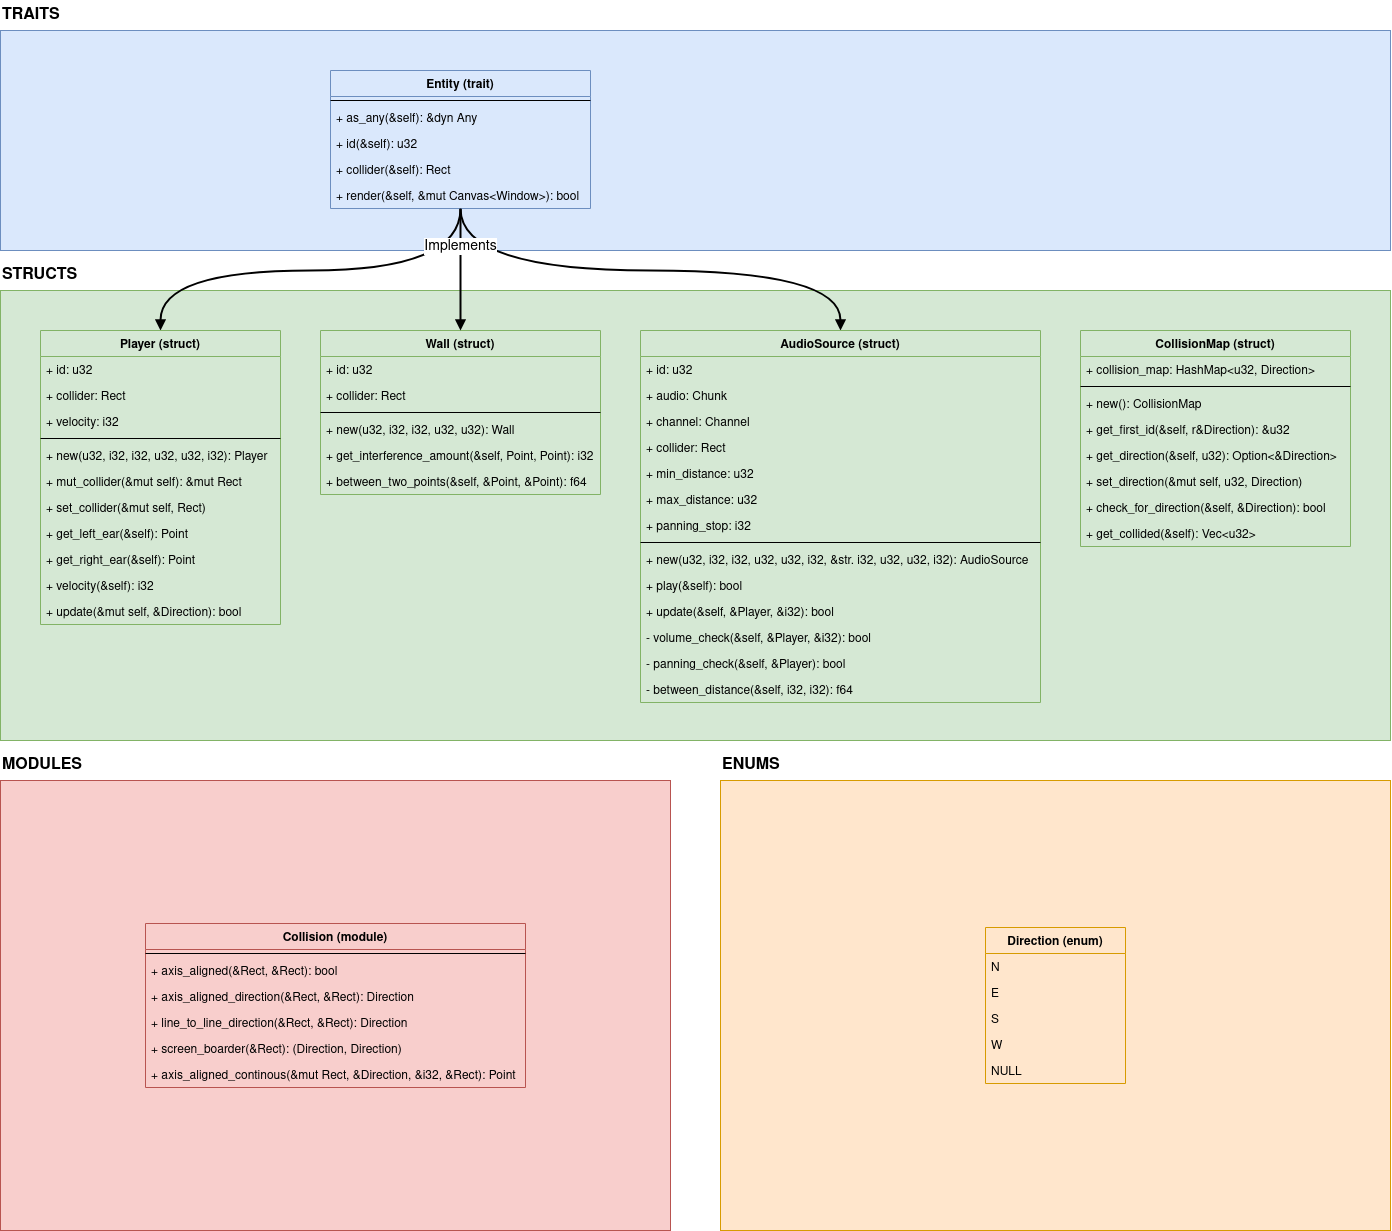 TRAITS
Entity (trait)
+ as_any(&self): &dyn Any
+ id(&self): u32
+ collider(&self): Rect
+ render(&self, &mut Canvas<Window>): bool
Implements
STRUCTS
Player (struct)
+ id: u32
+ collider: Rect
+ velocity: i32
+ new(u32, i32, i32, u32, u32, i32): Player
+ mut_collider(&mut self): &mut Rect
+ set_collider(&mut self, Rect)
+ get_left_ear(&self): Point
+ get_right_ear(&self): Point
+ velocity(&self): i32
+ update(&mut self, &Direction): bool
Wall (struct)
+ id: u32
+ collider: Rect
+ new(u32, i32, i32, u32, u32): Wall
+ get_interference_amount(&self, Point, Point): i32
+ between_two_points(&self, &Point, &Point): f64
AudioSource (struct)
+ id: u32
+ audio: Chunk
+ channel: Channel
+ collider: Rect
+ min_distance: u32
+ max_distance: u32
+ panning_stop: i32
+ new(u32, i32, i32, u32, u32, i32, &str. i32, u32, u32, i32): AudioSource
+ play(&self): bool
+ update(&self, &Player, &i32): bool
- volume_check(&self, &Player, &i32): bool
- panning_check(&self, &Player): bool
- between_distance(&self, i32, i32): f64
CollisionMap (struct)
+ collision_map: HashMap<u32, Direction>
+ new(): CollisionMap
+ get_first_id(&self, r&Direction): &u32
+ get_direction(&self, u32): Option<&Direction>
+ set_direction(&mut self, u32, Direction)
+ check_for_direction(&self, &Direction): bool
+ get_collided(&self): Vec<u32>
MODULES
Collision (module)
+ axis_aligned(&Rect, &Rect): bool
+ axis_aligned_direction(&Rect, &Rect): Direction
+ line_to_line_direction(&Rect, &Rect): Direction
+ screen_boarder(&Rect): (Direction, Direction)
+ axis_aligned_continous(&mut Rect, &Direction, &i32, &Rect): Point
ENUMS
Direction (enum)
N
E
S
W
NULL